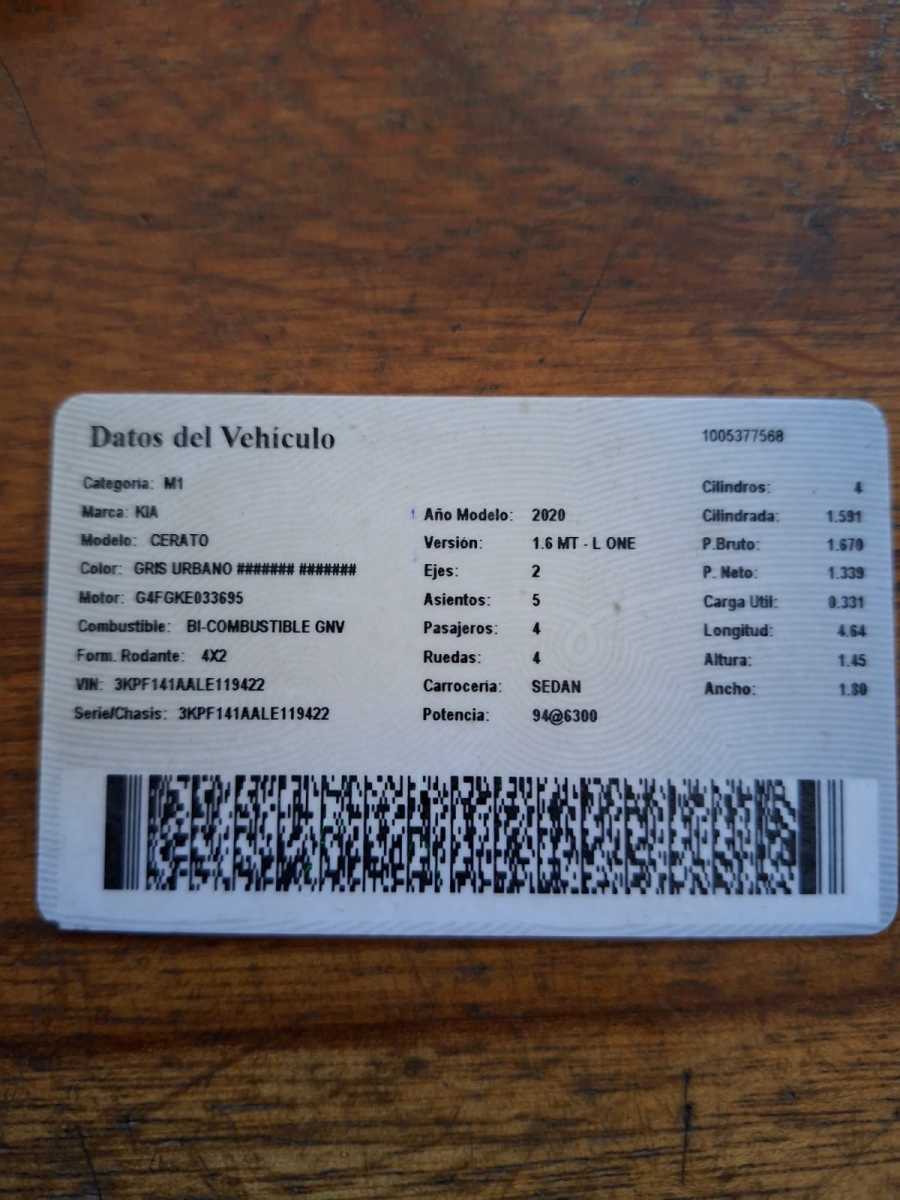 Datos del Vehículo
1005377568
Categoria: M1
Marca: KIA
Modelo: CERATO
Color: GRIS URBANO ####### #######
Motor: G4FGKE033695
Combustible: BI-COMBUSTIBLE GNV
Form. Rodante: 4X2
VIN: 3KPF141AALE119422
Serie/Chasis: 3KPF141AALE119422
Año Modelo: 2020
Versión: 1.6 MT - L ONE
Ejes: 2
Asientos: 5
Pasajeros: 4
Ruedas: 4
Carrocería: SEDAN
Potencia: 94@6300
Cilindros: 4
Cilindrada: 1.591
P.Bruto: 1.670
P. Neto: 1.339
Carga Util: 0.331
Longitud: 4.64
Altura: 1.45
Ancho: 1.80